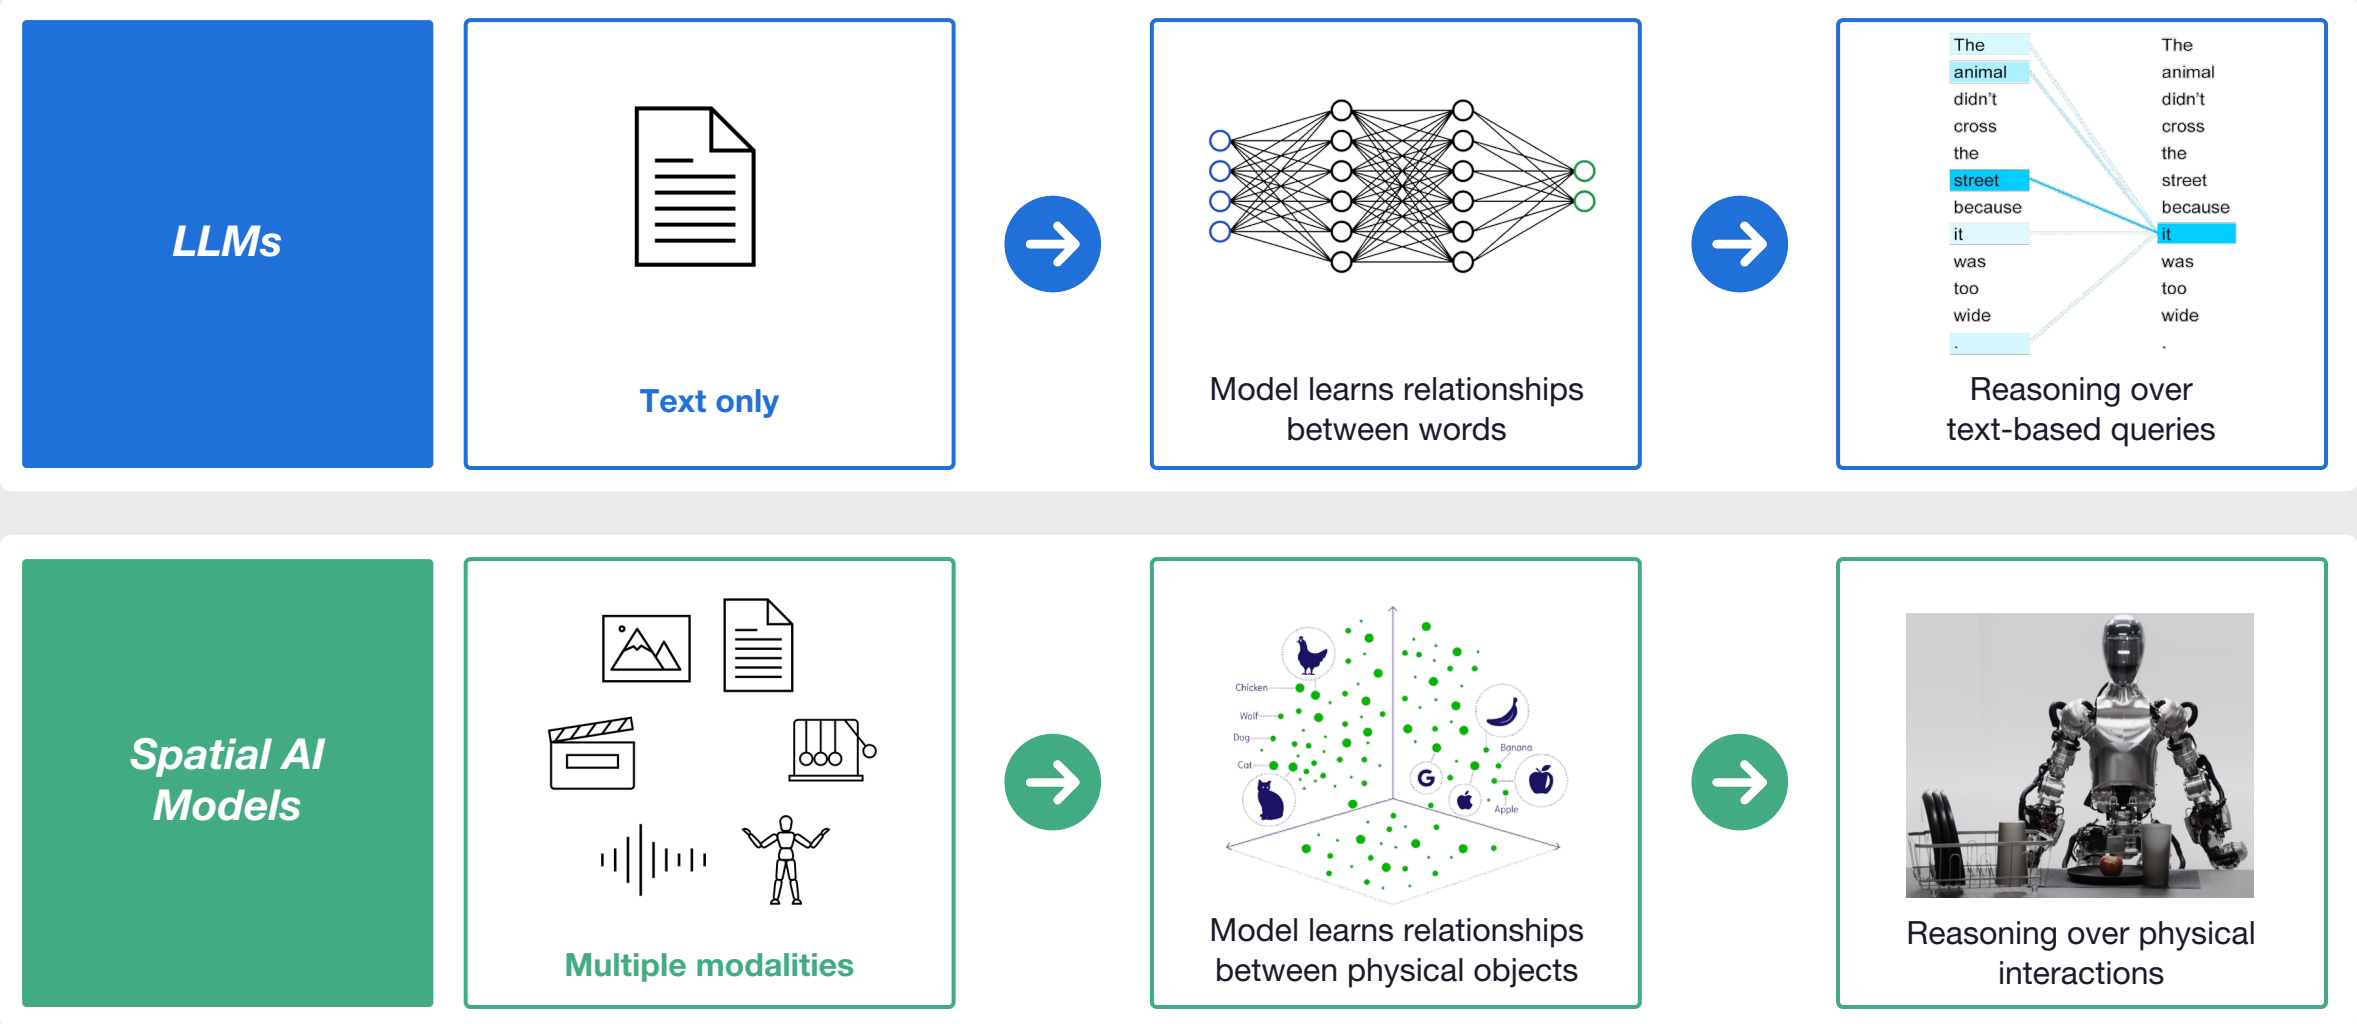 LLMs
Text only
Model learns relationships
between words
The
animal
didn't
cross
the
street
because
it
was
too
wide
.
The
animal
didn't
cross
the
street
because
it
was
too
wide
.
Reasoning over
text-based queries
Spatial AI
Models
Multiple modalities
Chicken
Wolf
Dog
Cat
Banana
G
Apple
Model learns relationships
between physical objects
Reasoning over physical
interactions